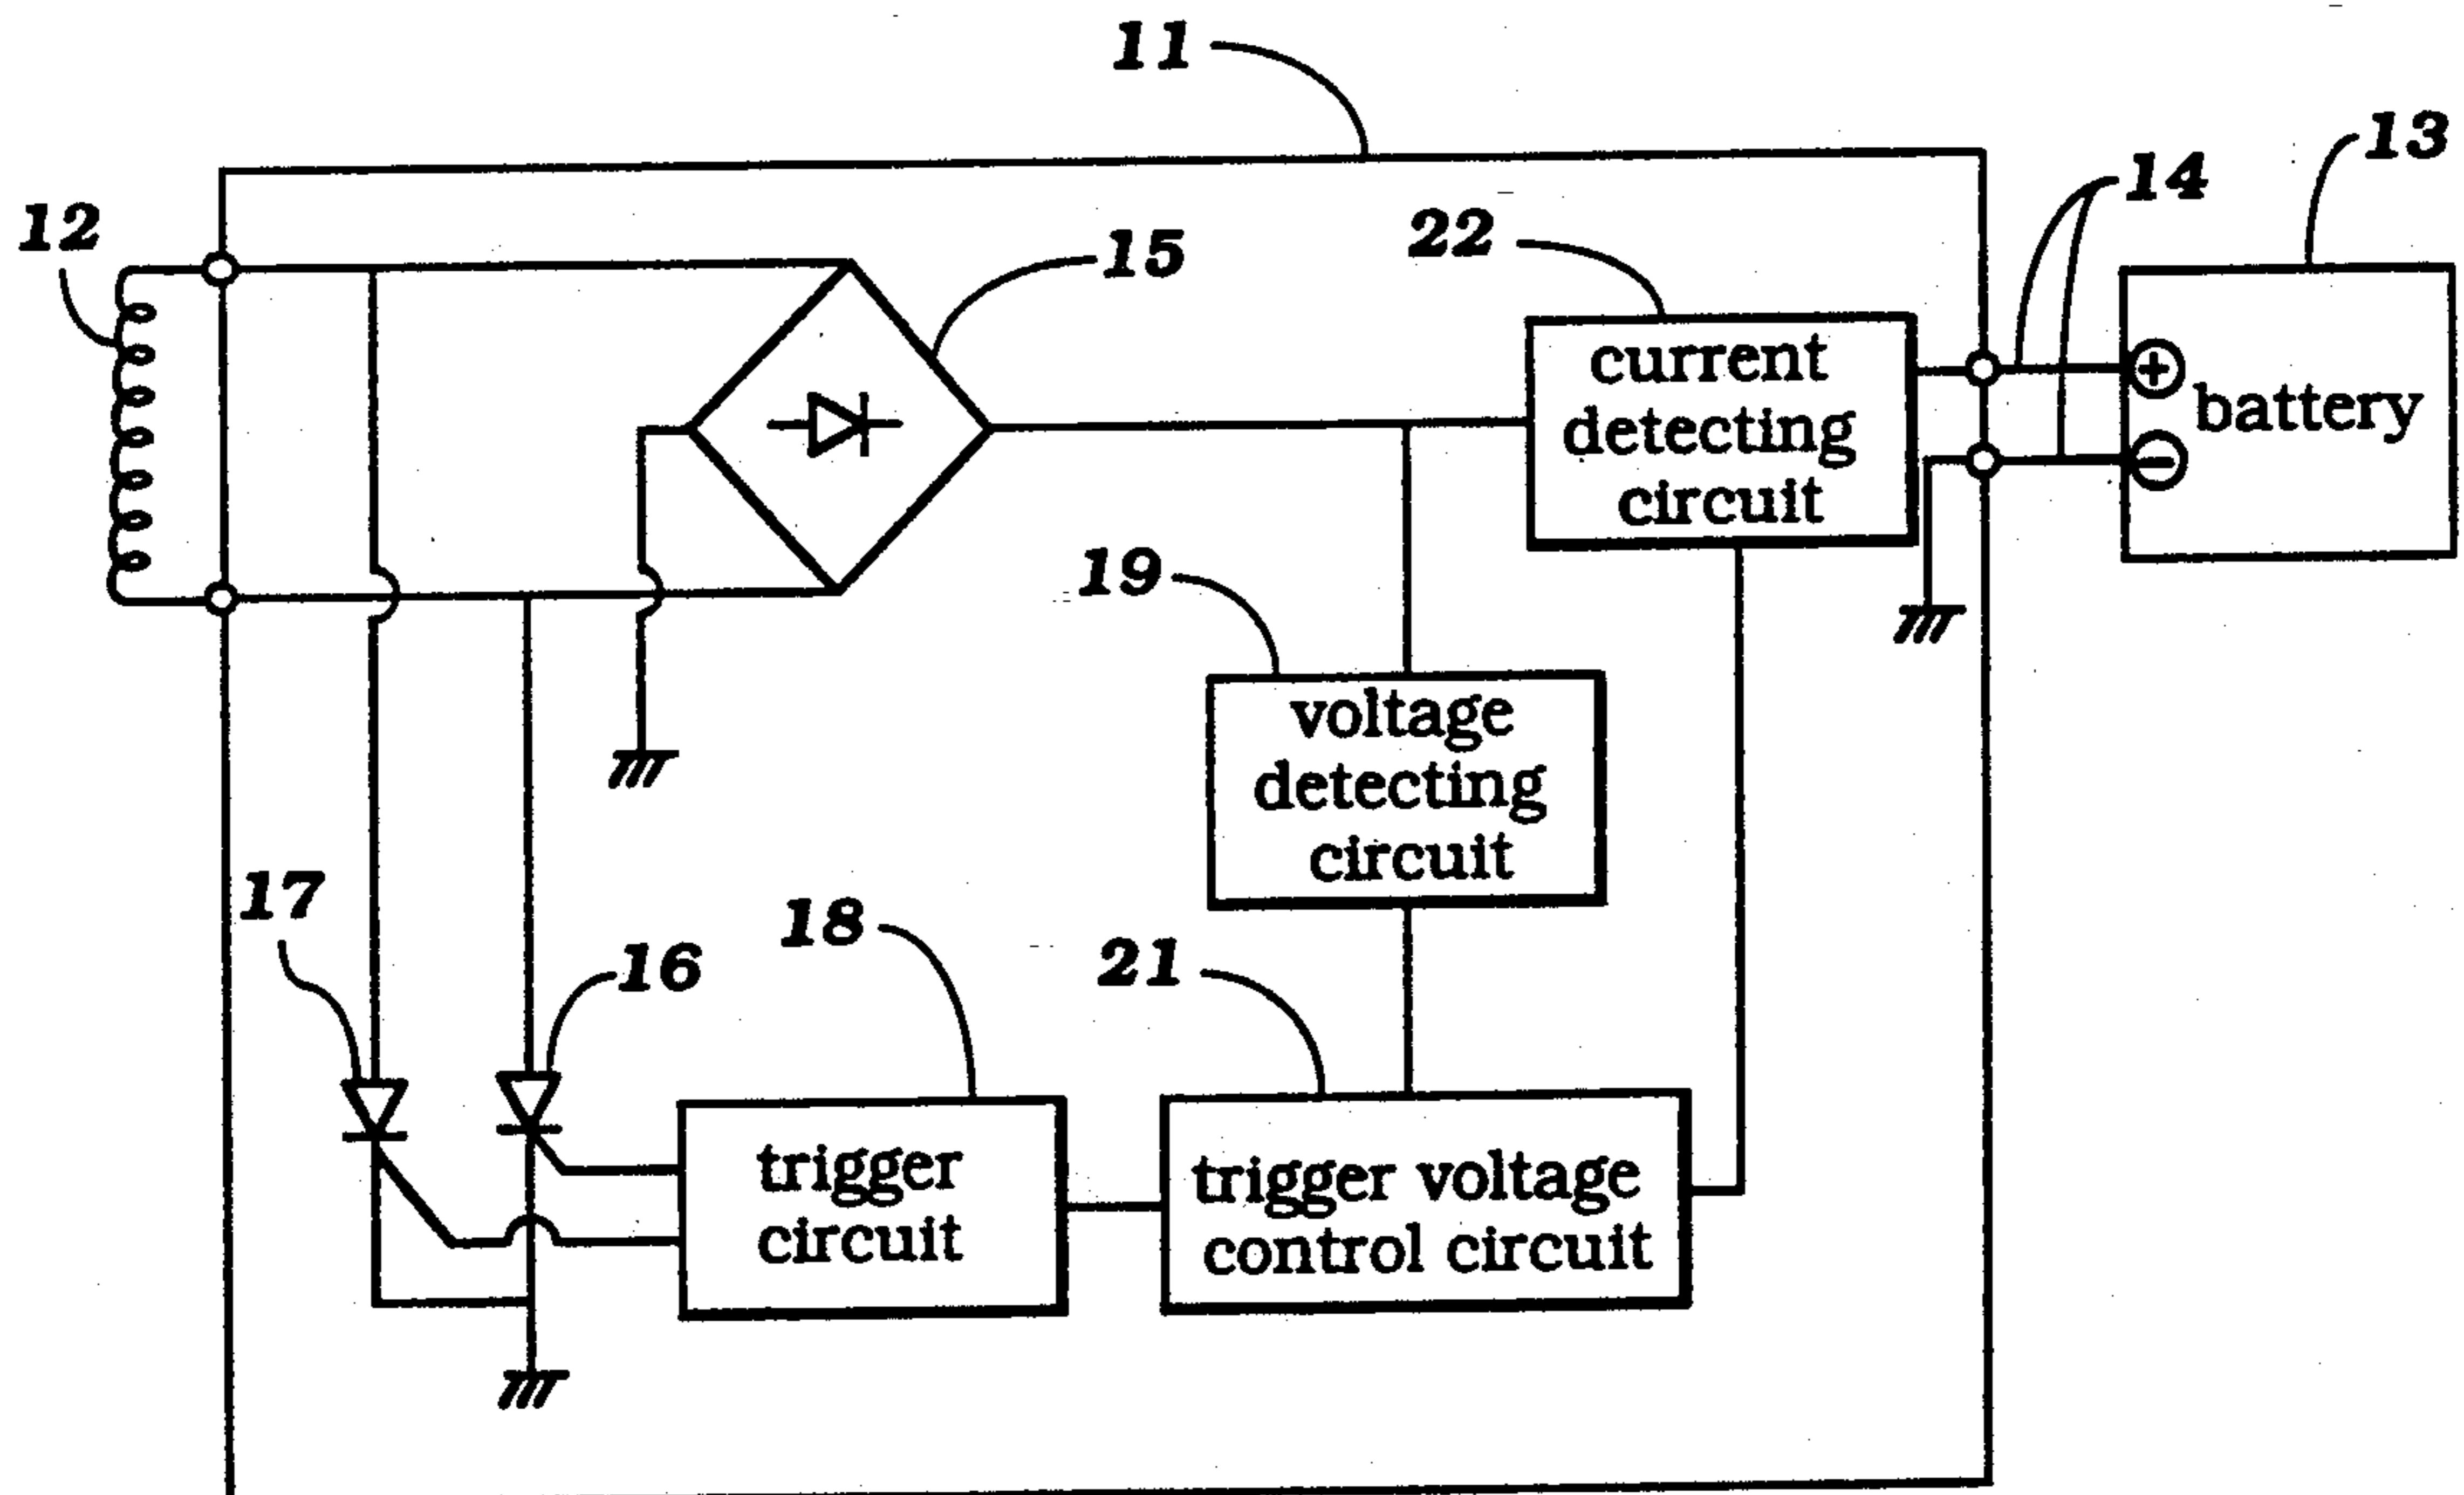 11
13
14
12
22
15
current
detecting
circuit
battery
19
voltage
detecting
circuit
17
18
16
21
trigger
circuit
trigger voltage
control circuit